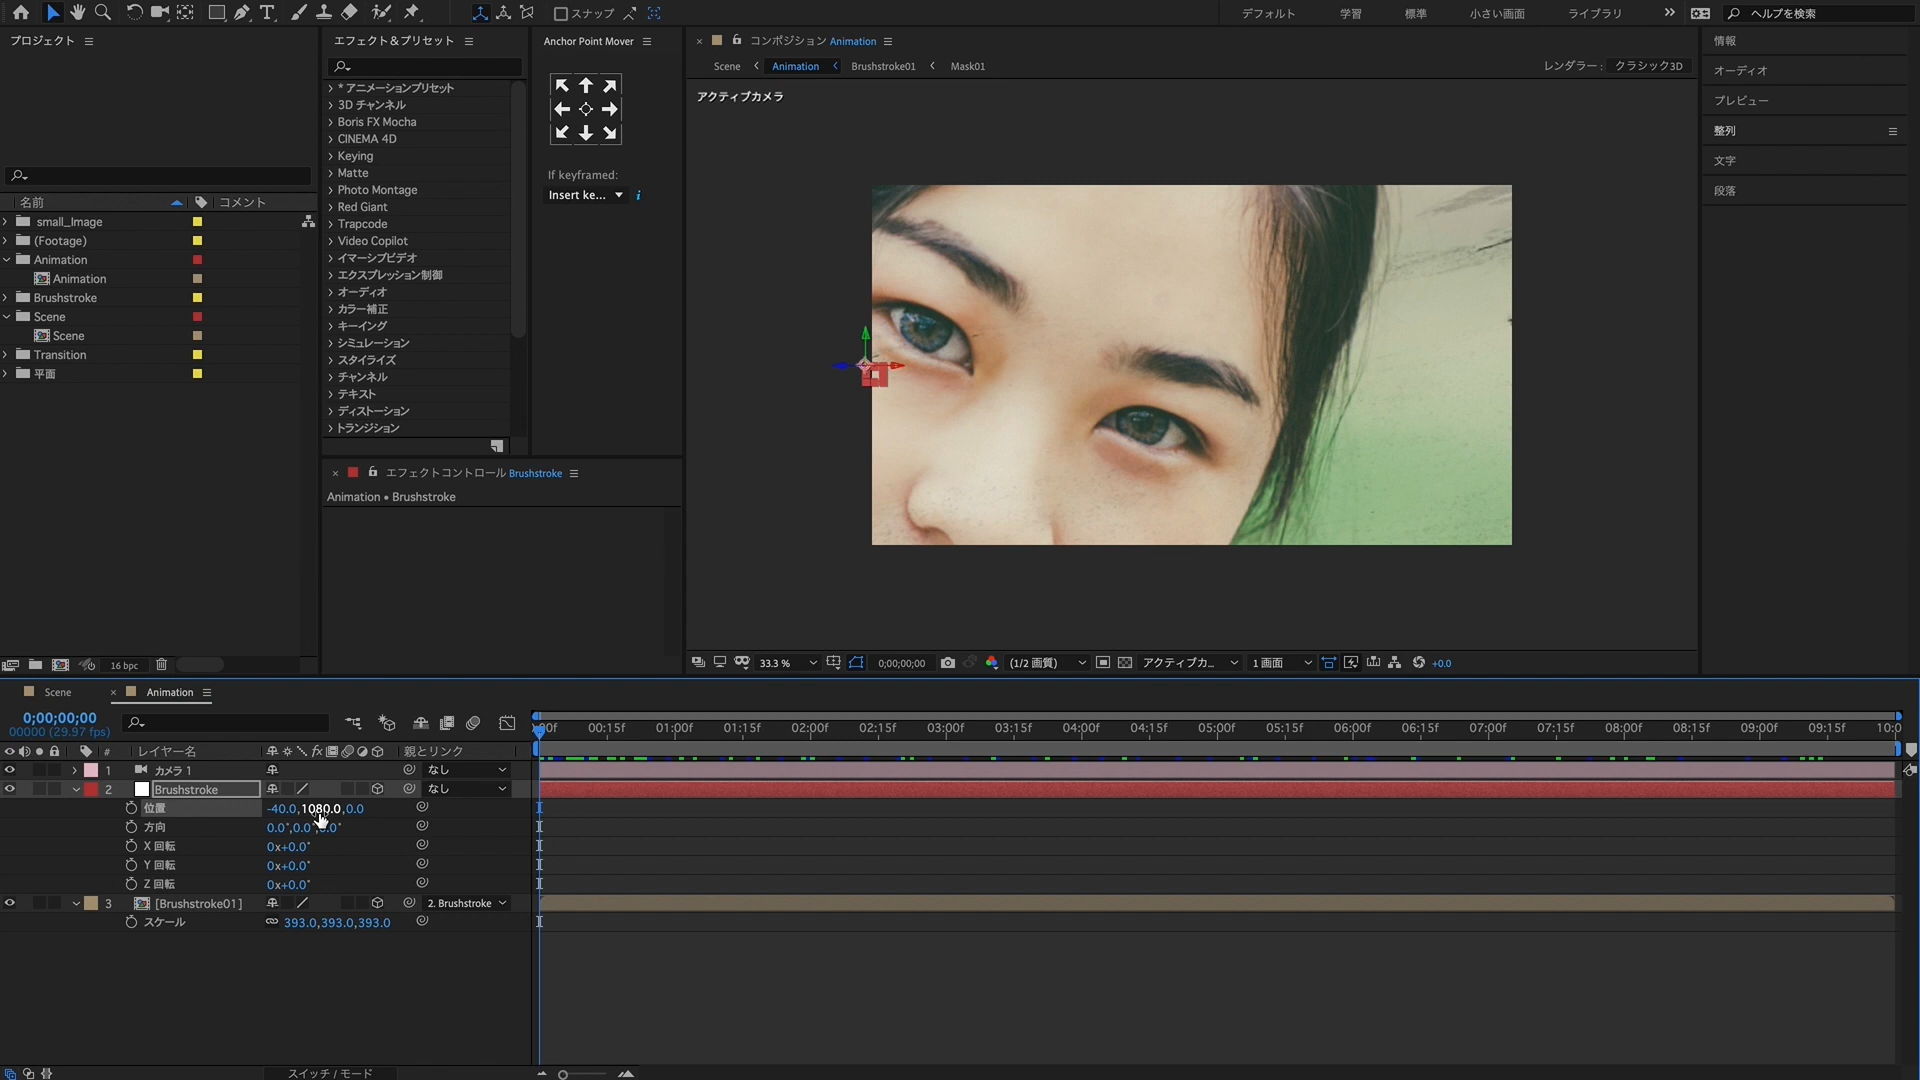 スナップ
デフォルト
学習
標準
小さい画面
ライブラリ
ヘルプを検索
プロジェクト
名前
コメント
small_Image
(Footage)
Animation
Animation
Brushstroke
Scene
Scene
Transition
平面
16 bpc
エフェクト＆プリセット
* アニメーションプリセット
3D チャンネル
Boris FX Mocha
CINEMA 4D
Keying
Matte
Photo Montage
Red Giant
Trapcode
Video Copilot
イマーシブビデオ
エクスプレッション制御
オーディオ
カラー補正
キーイング
シミュレーション
スタイライズ
チャンネル
テキスト
ディストーション
トランジション
エフェクトコントロール Brushstroke
Animation • Brushstroke
Anchor Point Mover
If keyframed:
Insert ke...
コンポジション Animation
Scene
Animation
Brushstroke01
Mask01
レンダラー : クラシック3D
アクティブカメラ
33.3 %
0;00;00;00
(1/2 画質)
アクティブカ...
1 画面
+0.0
情報
オーディオ
プレビュー
整列
文字
段落
Scene
Animation
0;00;00;00
00000 (29.97 fps)
00f 00:15f 01:00f 01:15f 02:00f 02:15f 03:00f 03:15f 04:00f 04:15f 05:00f 05:15f 06:00f 06:15f 07:00f 07:15f 08:00f 08:15f 09:00f 09:15f 10:0
# レイヤー名 fx 親とリンク
1 カメラ 1 なし
2 Brushstroke なし
位置 -40.0,1080.0,0.0
方向 0.0°,0.0°,0.0°
X 回転 0x+0.0°
Y 回転 0x+0.0°
Z 回転 0x+0.0°
3 [Brushstroke01] 2. Brushstroke
スケール 393.0,393.0,393.0
スイッチ / モード